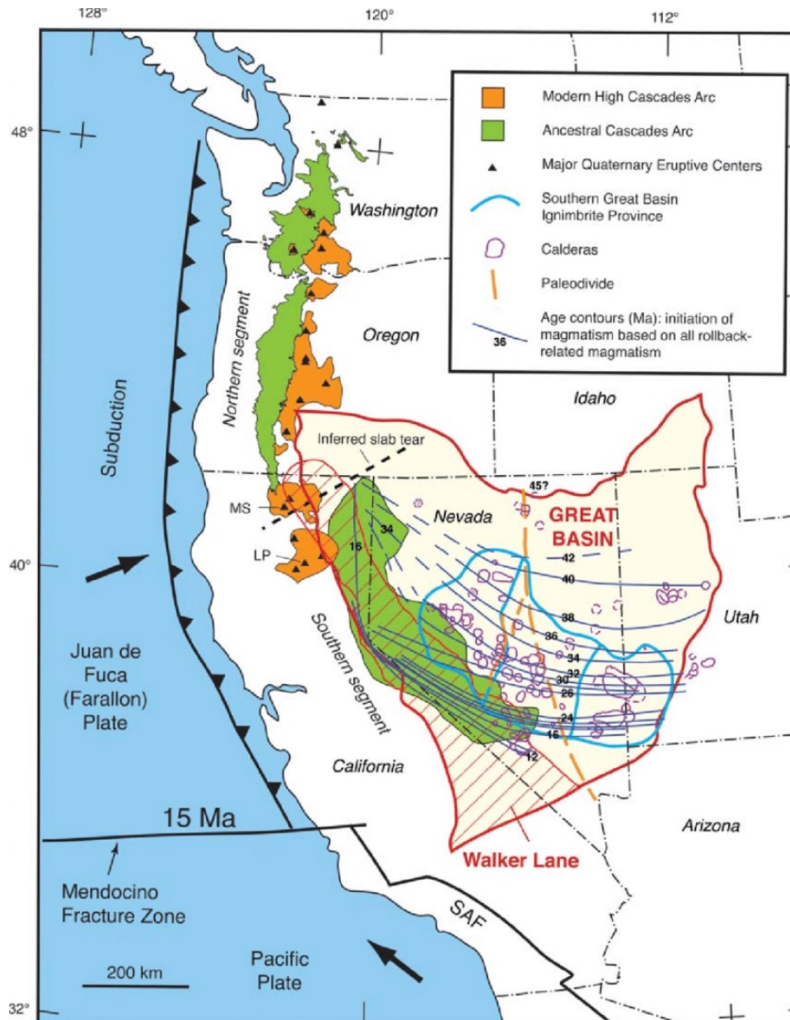 128°
120°
112°
48°
40°
32°
Modern High Cascades Arc
Ancestral Cascades Arc
Major Quaternary Eruptive Centers
Southern Great Basin
Ignimbrite Province
Calderas
Paleodivide
Age contours (Ma): initiation of
magmatism based on all rollback-
related magmatism
36
Washington
Oregon
Idaho
Northern segment
Subduction
Inferred slab tear
MS
LP
45?
Nevada
GREAT
BASIN
34
16
42
40
38
36
34
32
30
26
24
16
12
Utah
Southern segment
Juan de
Fuca
(Farallon)
Plate
California
Arizona
15 Ma
Walker Lane
Mendocino
Fracture Zone
SAF
Pacific
Plate
200 km